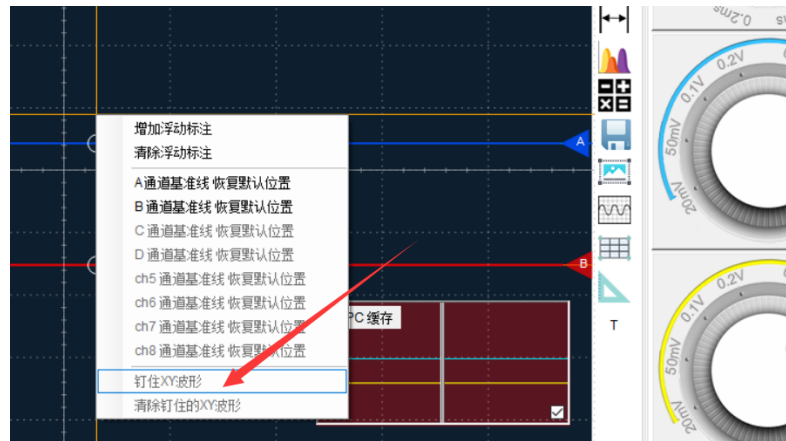 增加浮动标注
清除浮动标注
A通道基准线 恢复默认位置
B 通道基准线 恢复默认位置
C 通道基准线 恢复默认位置
D 通道基准线 恢复默认位置
ch5 通道基准线 恢复默认位置
ch6 通道基准线 恢复默认位置
ch7 通道基准线 恢复默认位置
ch8 通道基准线 恢复默认位置
钉住XY波形
清除钉住的XY波形
A
B
PC 缓存
T
0.2mV
20mV
50mV
0.1V
0.2V
20mV
50mV
0.1V
0.2V